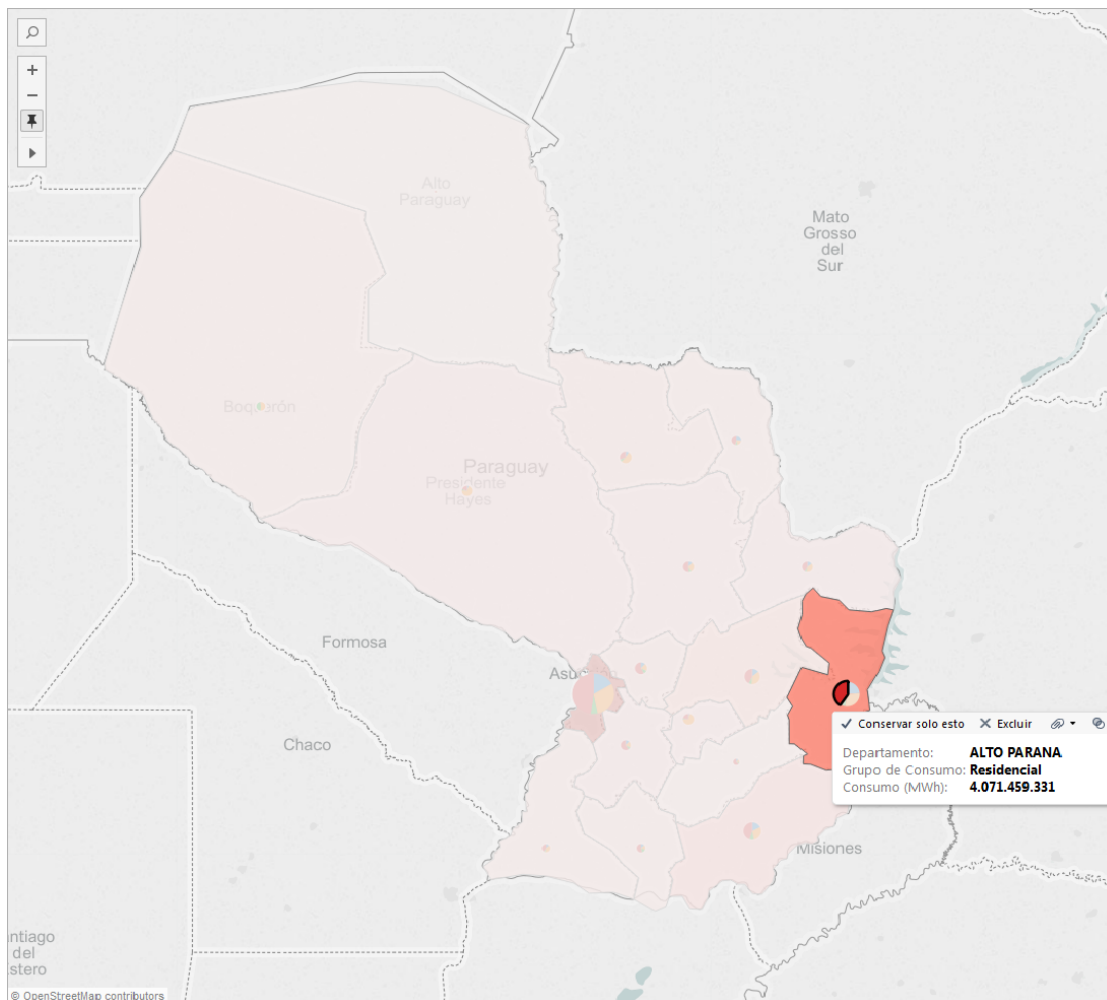 Alto
Paraguay
Mato
Grosso
del
Sur
Boquerón
Paraguay
Presidente
Hayes
Formosa
Chaco
✓ Conservar solo esto ✕ Excluir
Departamento: ALTO PARANA
Grupo de Consumo: Residencial
Consumo (MWh): 4.071.459.331
Misiones
ntiago
del
stero
© OpenStreetMap contributors